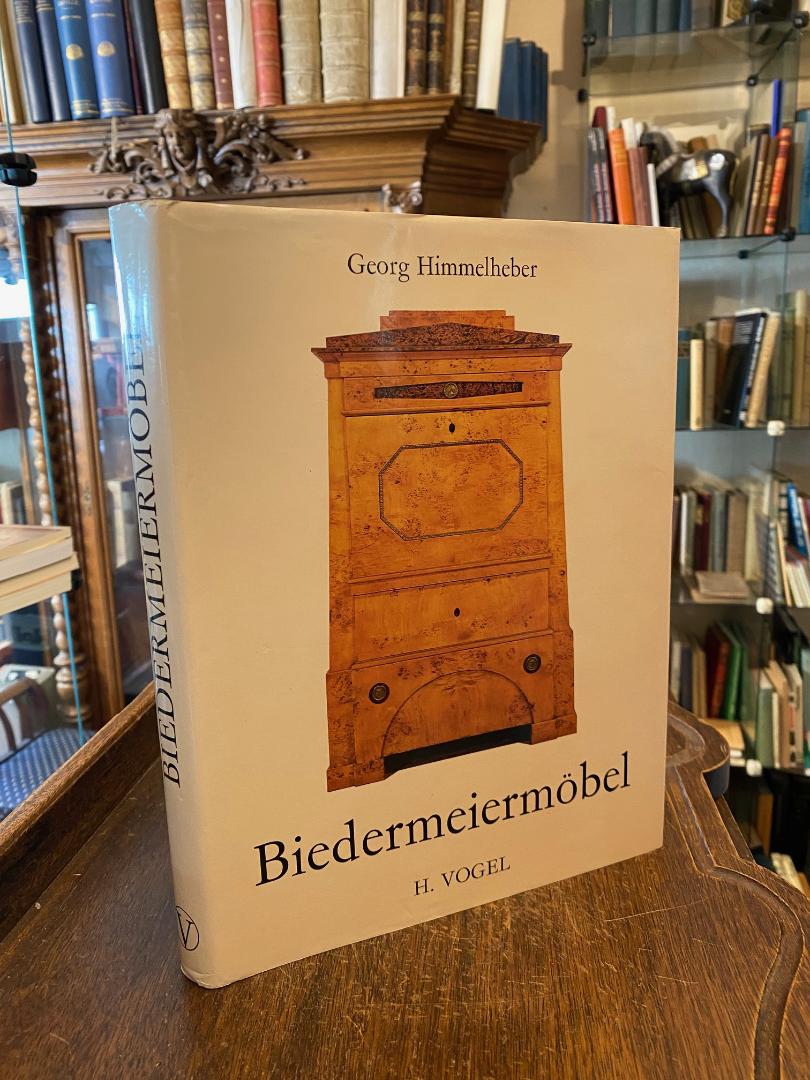 Georg Himmelheber
Biedermeiermöbel
H. VOGEL
BIEDERMEIERMÖBEL
V